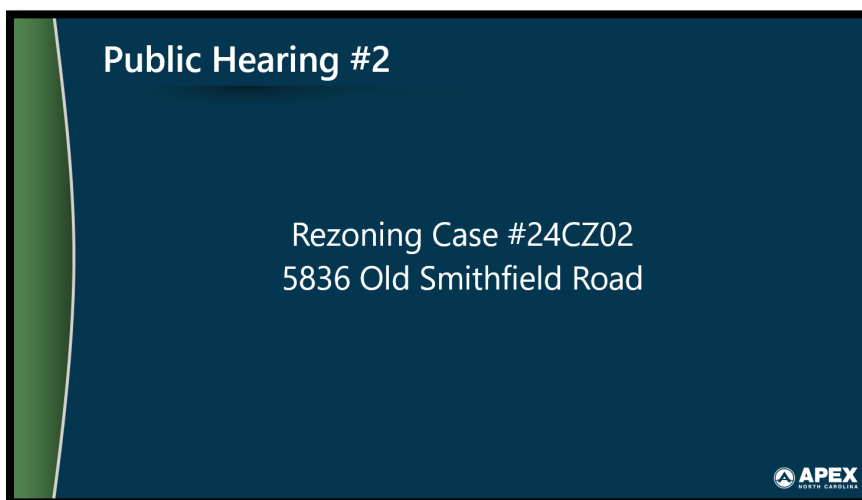 Public Hearing #2
Rezoning Case #24CZ02
5836 Old Smithfield Road
APEX
NORTH CAROLINA